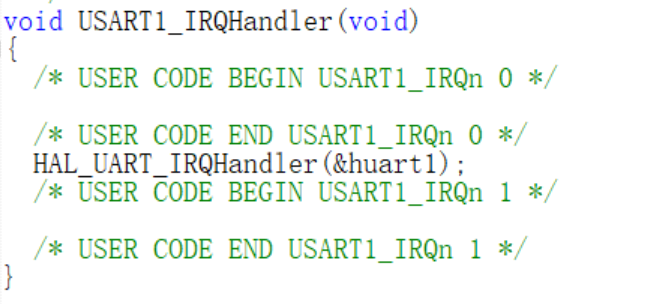 void USART1_IRQHandler(void)
{
/* USER CODE BEGIN USART1_IRQn 0 */
/* USER CODE END USART1_IRQn 0 */
HAL_UART_IRQHandler(&huart1);
/* USER CODE BEGIN USART1_IRQn 1 */
/* USER CODE END USART1_IRQn 1 */
}